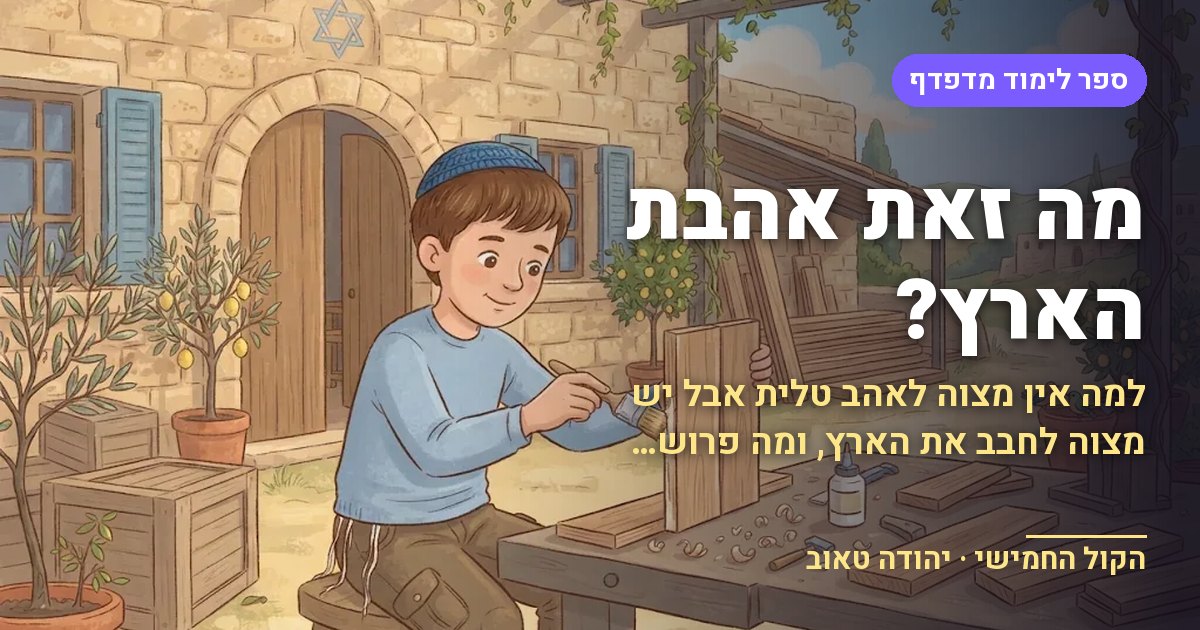 ספר לימוד מדפדף
מה זאת אהבת
הארץ?
למה אין מצוה לאהב טלית אבל יש
מצוה לחבב את הארץ, ומה פרוש...
הקול החמישי · יהודה טאוב